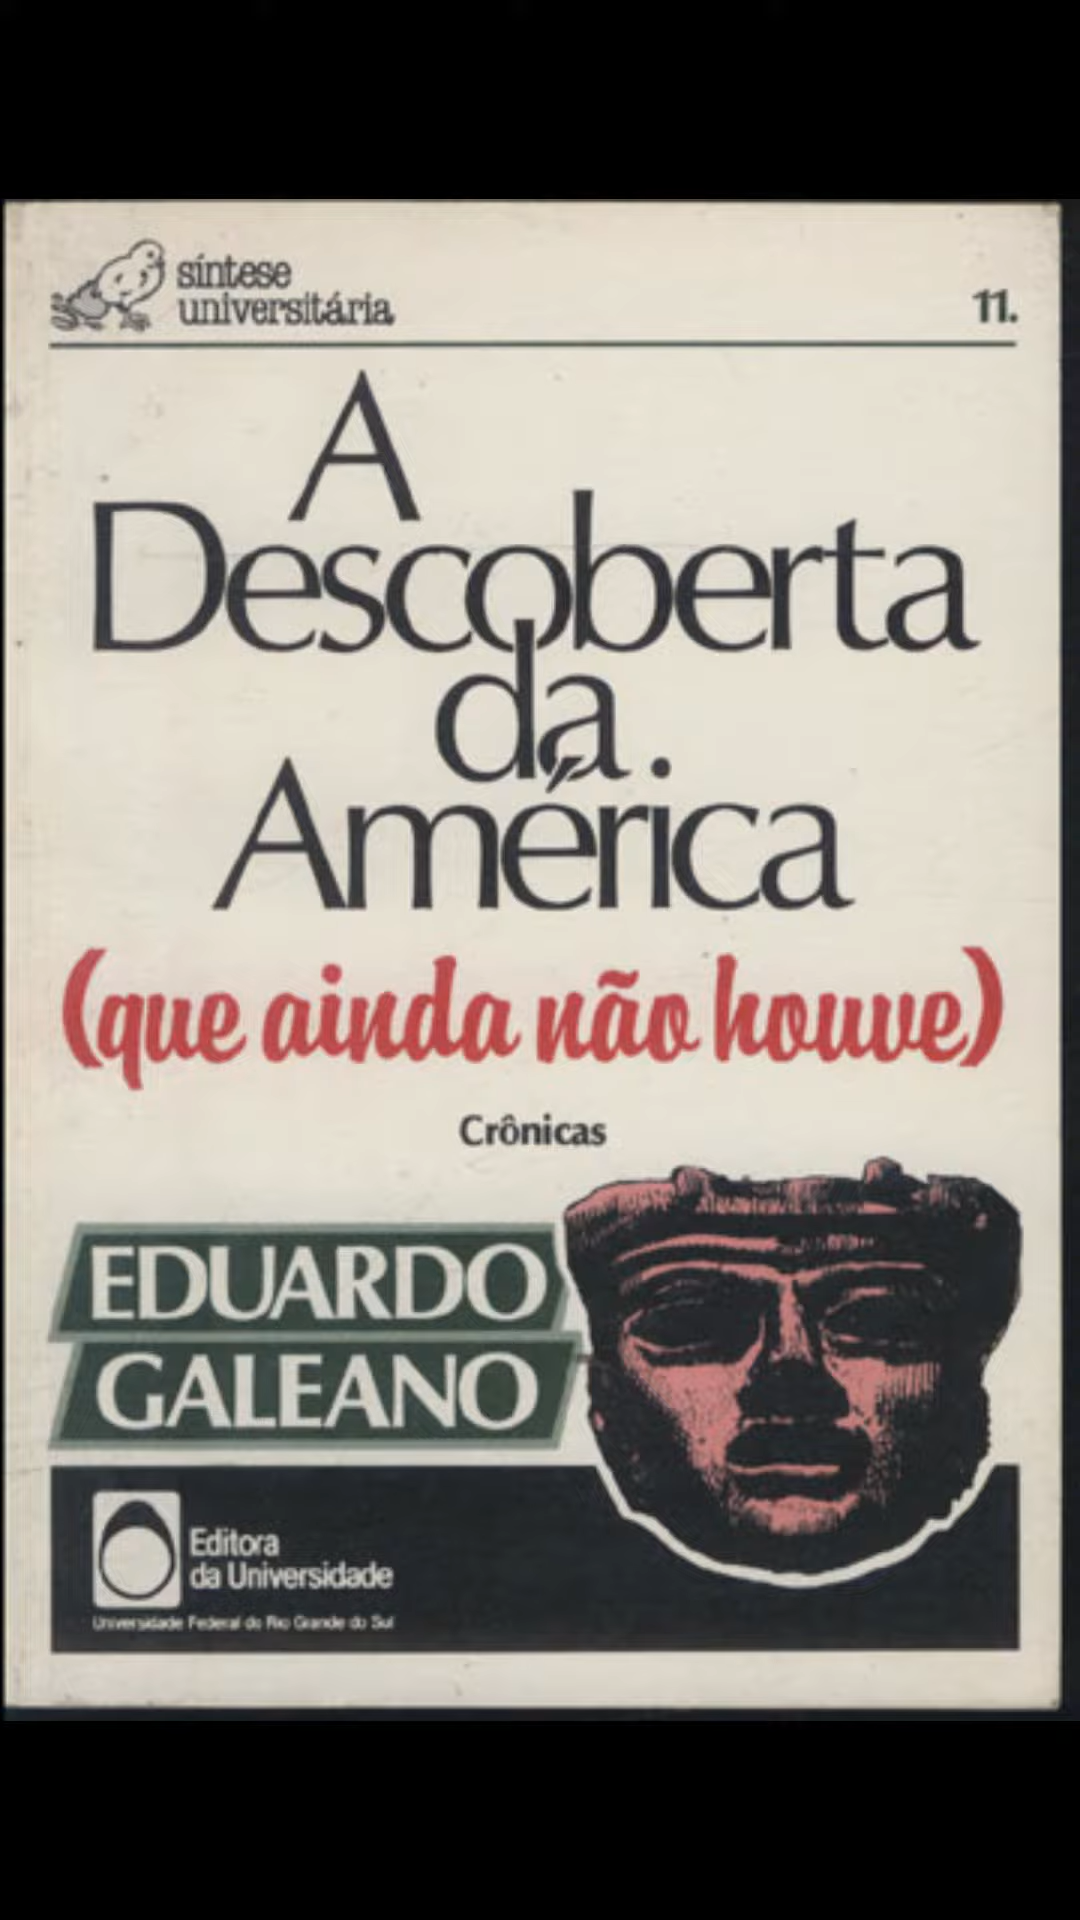 síntese
universitária
11.
A
Descoberta
da
América
(que ainda não houve)
Crônicas
EDUARDO
GALEANO
Editora
da Universidade
Universidade Federal do Rio Grande do Sul